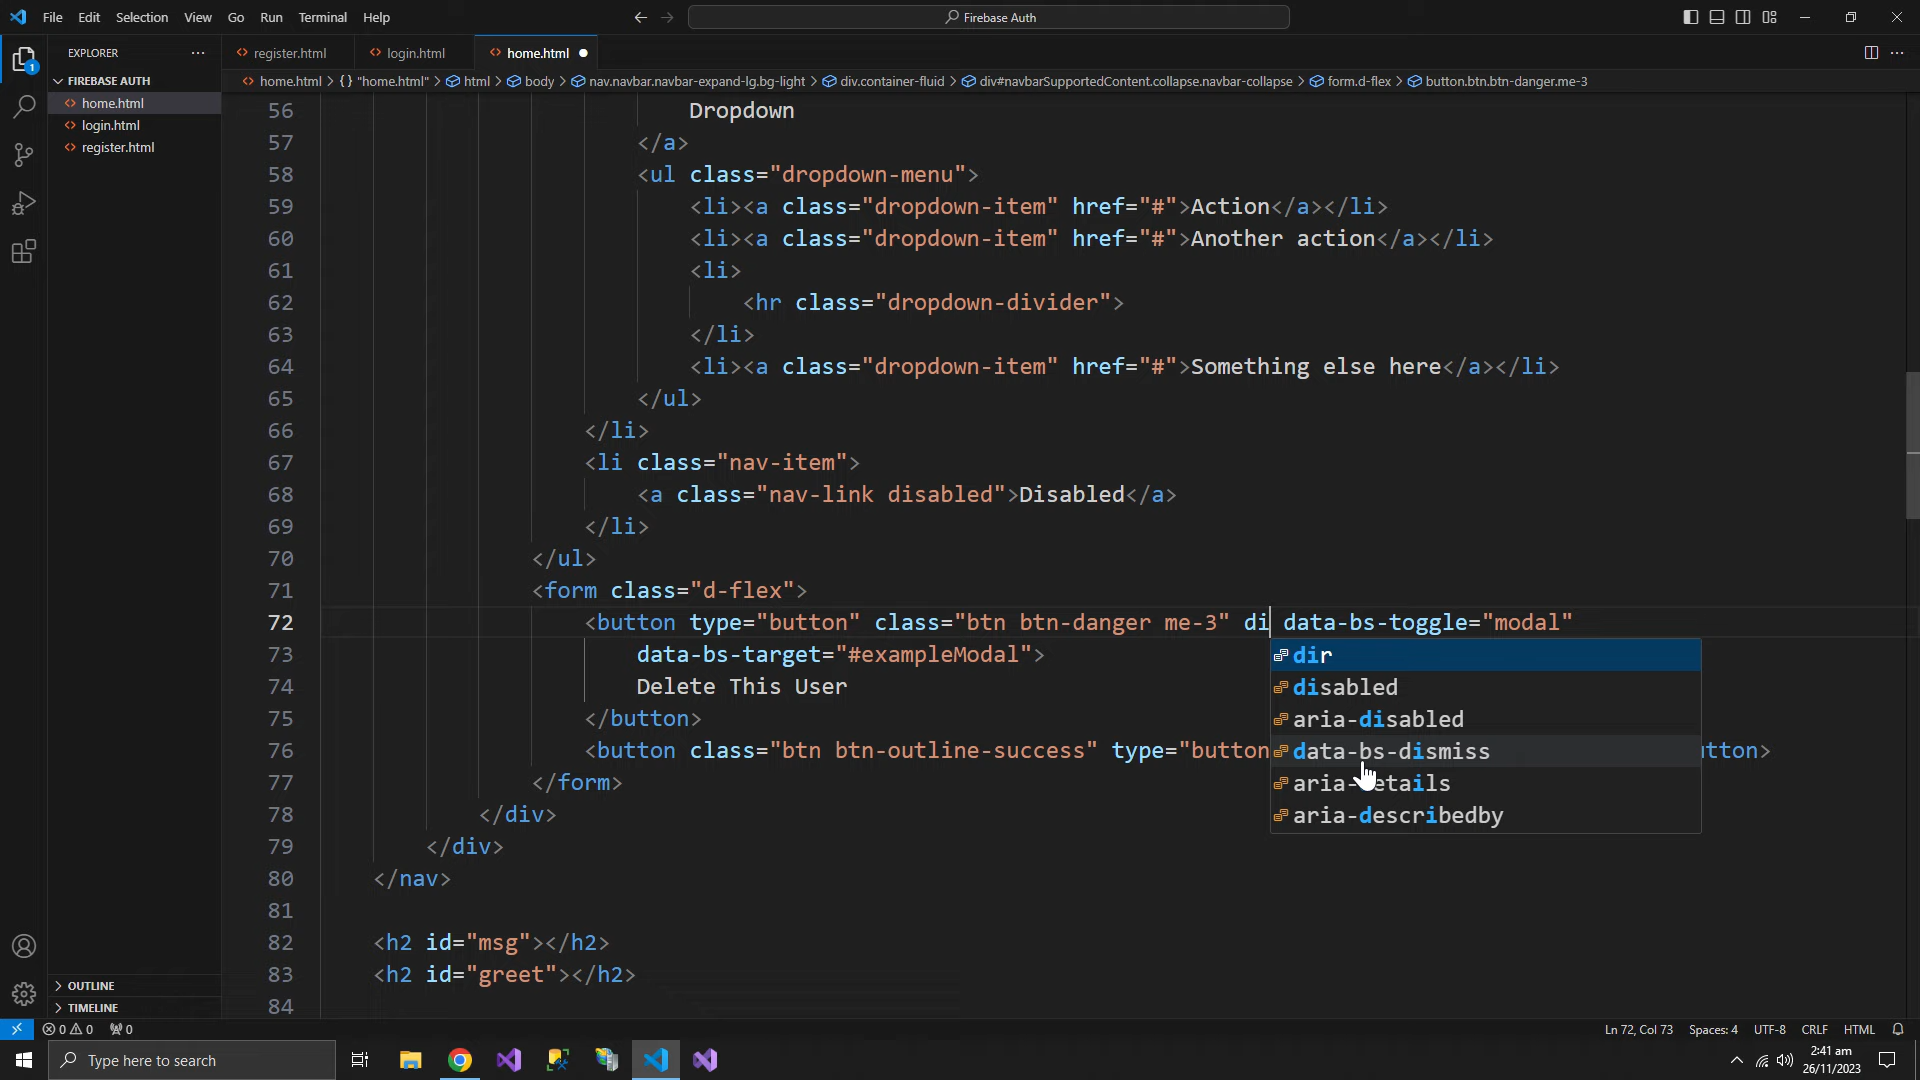 File Edit Selection View Go Run Terminal Help
Firebase Auth
EXPLORER
register.html
login.html
home.html
FIREBASE AUTH
home.html > {} "home.html" > html > body > nav.navbar.navbar-expand-lg.bg-light > div.container-fluid > div#navbarSupportedContent.collapse.navbar-collapse > form.d-flex > button.btn.btn-danger.me-3
home.html
login.html
register.html
56 Dropdown
57 </a>
58 <ul class="dropdown-menu">
59 <li><a class="dropdown-item" href="#">Action</a></li>
60 <li><a class="dropdown-item" href="#">Another action</a></li>
61 <li>
62 <hr class="dropdown-divider">
63 </li>
64 <li><a class="dropdown-item" href="#">Something else here</a></li>
65 </ul>
66 </li>
67 <li class="nav-item">
68 <a class="nav-link disabled">Disabled</a>
69 </li>
70 </ul>
71 <form class="d-flex">
72 <button type="button" class="btn btn-danger me-3" di data-bs-toggle="modal"
73 data-bs-target="#exampleModal">
74 Delete This User
75 </button>
76 <button class="btn btn-outline-success" type="button
77 </form>
78 </div>
79 </div>
80 </nav>
81
82 <h2 id="msg"></h2>
83 <h2 id="greet"></h2>
84
dir
disabled
aria-disabled
data-bs-dismiss
aria-details
aria-describedby
OUTLINE
TIMELINE
0 0 0
Ln 72, Col 73 Spaces: 4 UTF-8 CRLF HTML
Type here to search
2:41 am
26/11/2023
1